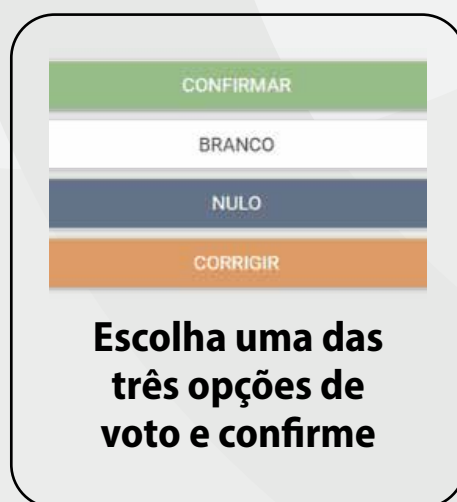 CONFIRMAR
BRANCO
NULO
CORRIGIR
Escolha uma das
três opções de
voto e confirme